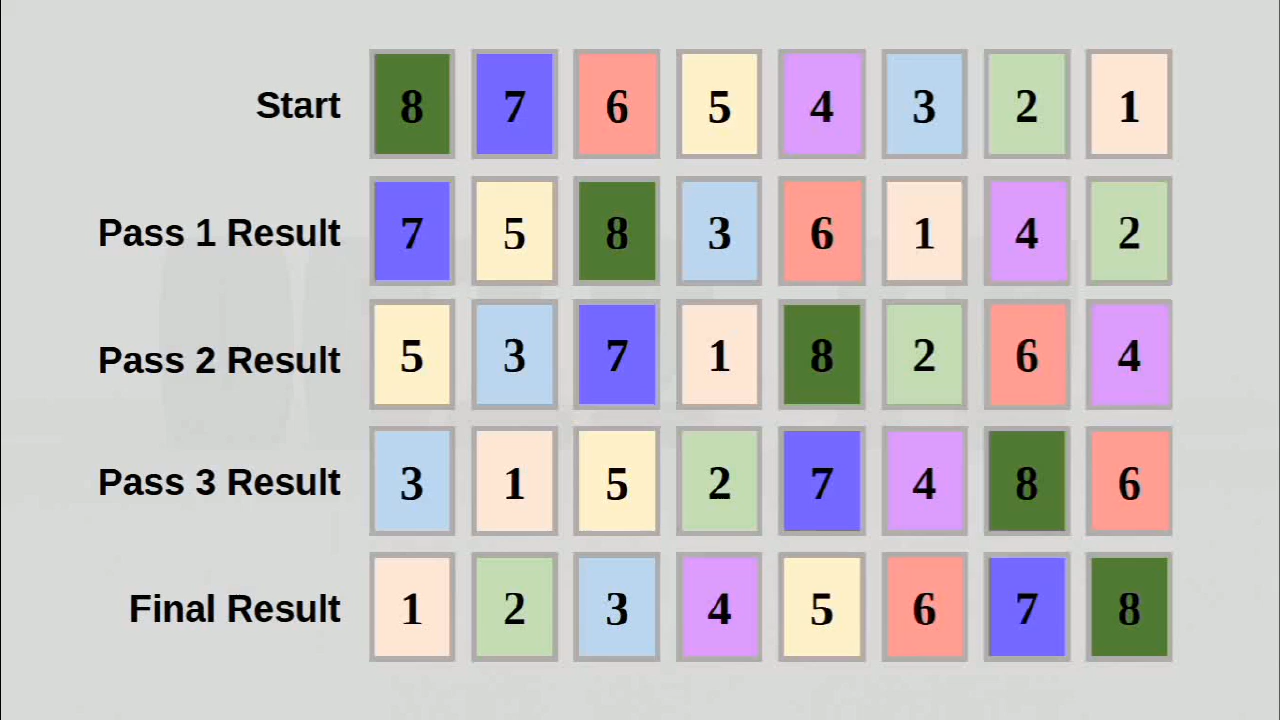 Start 8 7 6 5 4 3 2 1
Pass 1 Result 7 5 8 3 6 1 4 2
Pass 2 Result 5 3 7 1 8 2 6 4
Pass 3 Result 3 1 5 2 7 4 8 6
Final Result 1 2 3 4 5 6 7 8